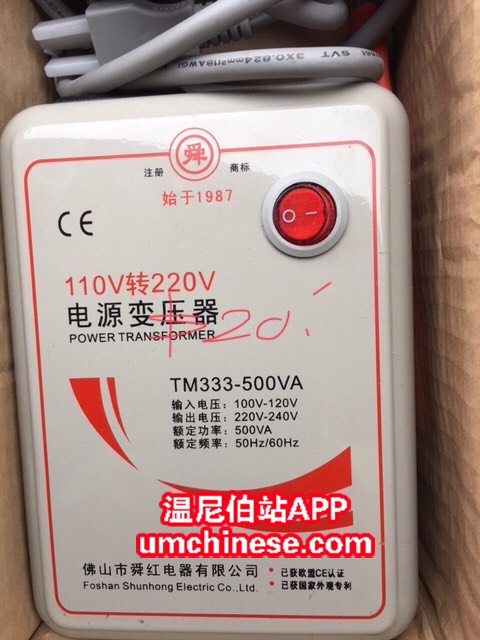 SVT 3X0.824mm²(18AWG)
注册 舜 商标
始于1987
CE
110V转220V
电源变压器
POWER TRANSFORMER
TM333-500VA
输入电压：100V-120V
输出电压：220V-240V
额定功率：500VA
额定频率：50Hz/60Hz
温尼伯站APP
umchinese.com
佛山市舜红电器有限公司
Foshan Shunhong Electric Co.,Ltd.
已获欧盟CE认证
已获国家外观专利